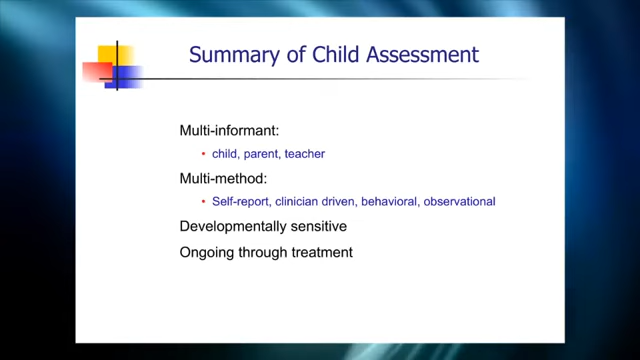 Summary of Child Assessment
Multi-informant:
• child, parent, teacher
Multi-method:
• Self-report, clinician driven, behavioral, observational
Developmentally sensitive
Ongoing through treatment